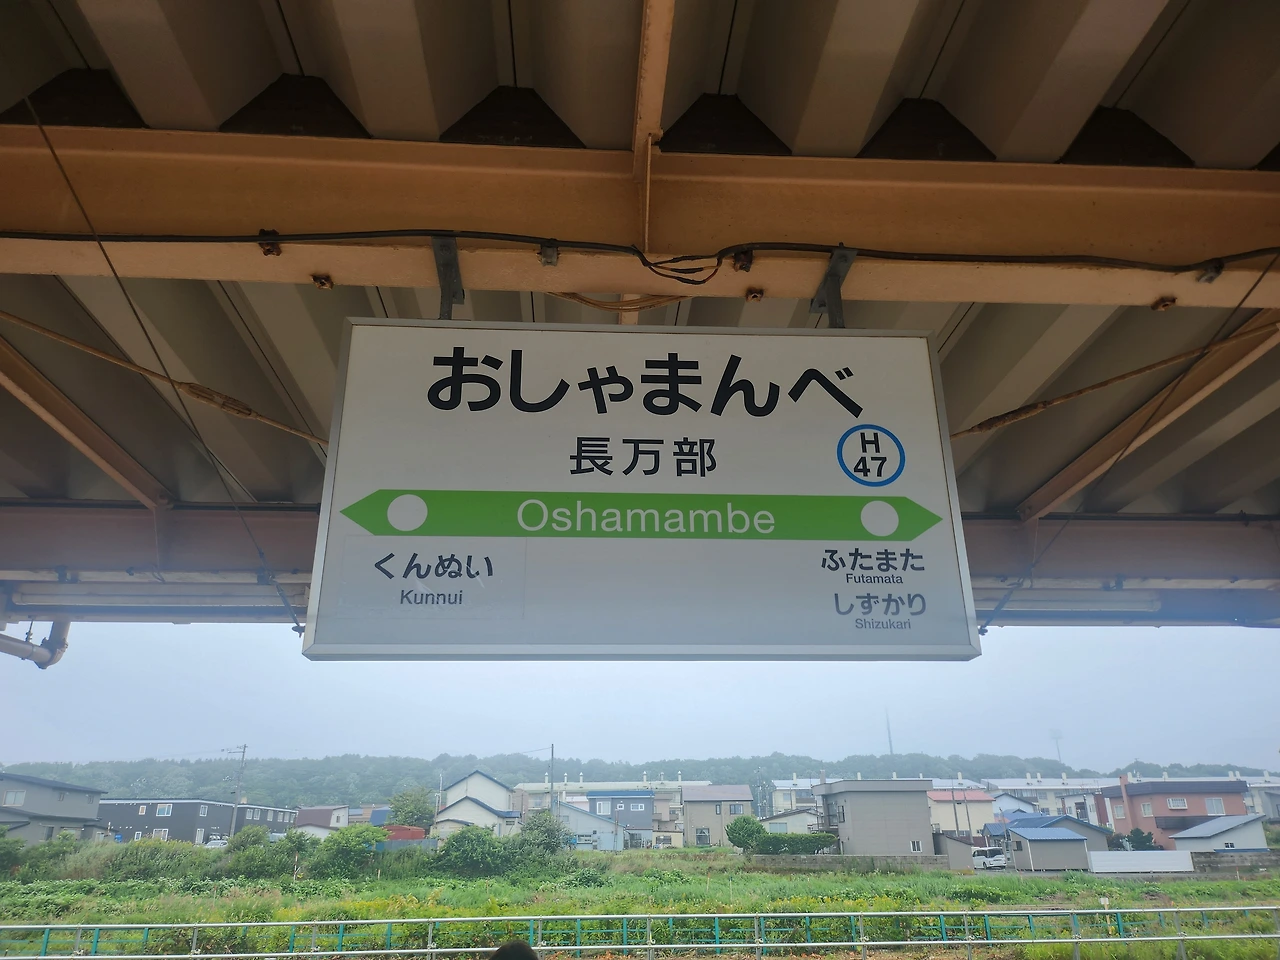 おしゃまんべ
長万部
H
47
Oshamambe
くんぬい
Kunnui
ふたまた
Futamata
しずかり
Shizukari